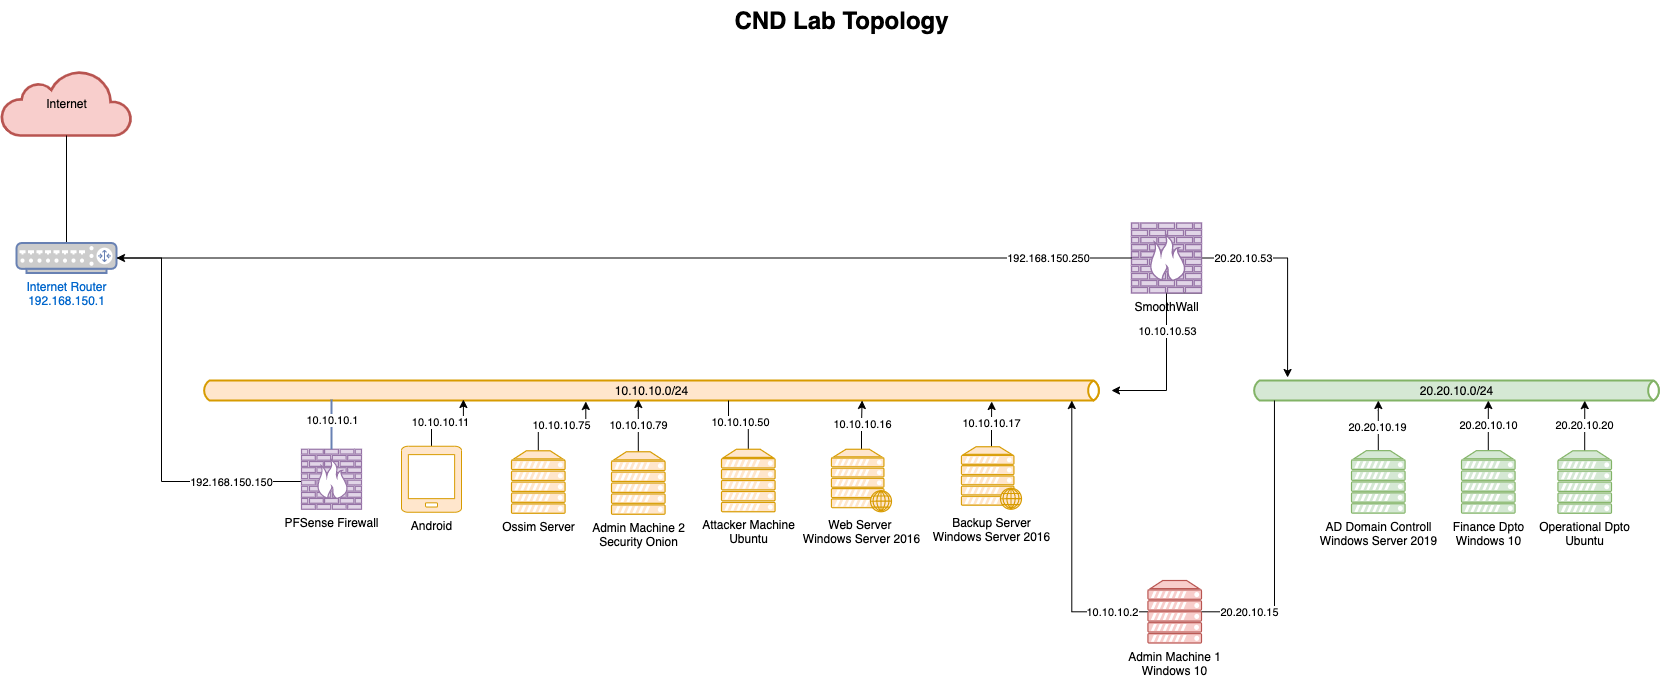 CND Lab Topology
Internet
Internet Router
192.168.150.1
192.168.150.250
20.20.10.53
SmoothWall
10.10.10.53
10.10.10.0/24
20.20.10.0/24
10.10.10.1
10.10.10.11
10.10.10.75
10.10.10.79
10.10.10.50
10.10.10.16
10.10.10.17
20.20.10.19
20.20.10.10
20.20.10.20
192.168.150.150
PFSense Firewall
Android
Ossim Server
Admin Machine 2
Security Onion
Attacker Machine
Ubuntu
Web Server
Windows Server 2016
Backup Server
Windows Server 2016
AD Domain Controll
Windows Server 2019
Finance Dpto
Windows 10
Operational Dpto
Ubuntu
10.10.10.2
20.20.10.15
Admin Machine 1
Windows 10